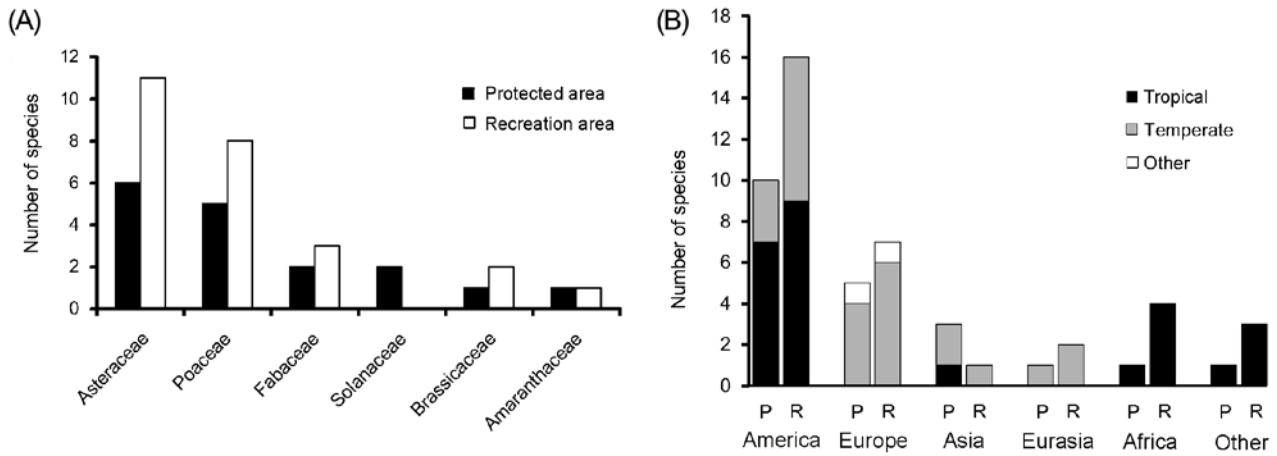 (A)
Number of species
12
10
8
6
4
2
0
Protected area
Recreation area
Asteraceae
Poaceae
Fabaceae
Solanaceae
Brassicaceae
Amaranthaceae
(B)
Number of species
18
16
14
12
10
8
6
4
2
0
Tropical
Temperate
Other
P R P R P R P R P R P R
America Europe Asia Eurasia Africa Other